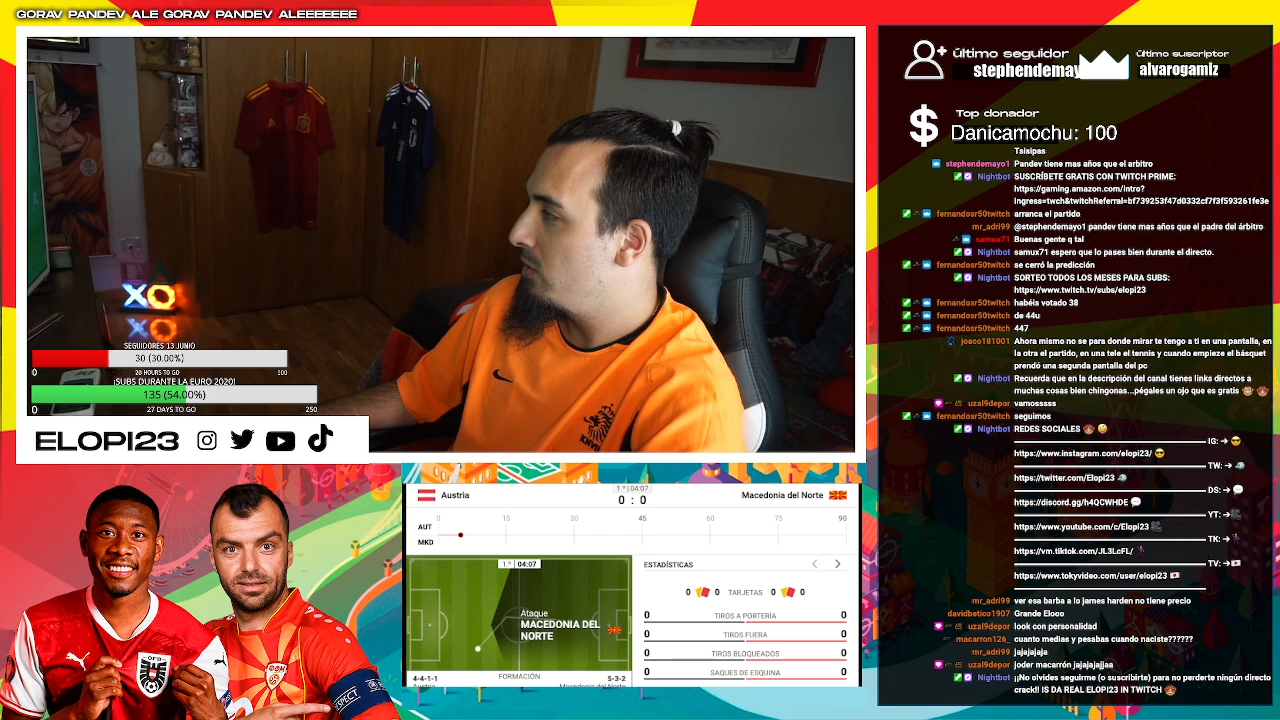 GORAV PANDEV ALE GORAV PANDEV ALEEEEEEE
SEGUIDORES 13 JUNIO
30 (30.00%)
0 20 HOURS TO GO 100
¡SUBS DURANTE LA EURO 2020!
135 (54.00%)
0 27 DAYS TO GO 250
ELOPI23
KNVB
último seguidor
stephendemay
último suscriptor
alvarogamiz
Top donador
Danicamochu: 100
Tsisipas
stephendemayo1 Pandev tiene mas años que el arbitro
Nightbot SUSCRÍBETE GRATIS CON TWITCH PRIME:
https://gaming.amazon.com/intro?
ingress=twch&twitchReferral=bf739253f47d0332cf7f3f593261fe3e
fernandosr50twitch arranca el partido
mr_adri99 @stephendemayo1 pandev tiene mas años que el padre del árbitro
samux71 Buenas gente q tal
Nightbot samux71 espero que lo pases bien durante el directo.
fernandosr50twitch se cerró la predicción
Nightbot SORTEO TODOS LOS MESES PARA SUBS:
https://www.twitch.tv/subs/elopi23
fernandosr50twitch habéis votado 38
fernandosr50twitch de 44u
fernandosr50twitch 447
joaco181001 Ahora mismo no se para donde mirar te tengo a ti en una pantalla, en
la otra el partido, en una tele el tennis y cuando empieze el básquet
prendo una segunda pantalla del pc
Nightbot Recuerda que en la descripción del canal tienes links directos a
muchas cosas bien chingonas...pégales un ojo que es gratis 🐵 🙈
uzal9depor vamosssss
fernandosr50twitch seguimos
Nightbot REDES SOCIALES
IG: ➔
https://www.instagram.com/elopi23/
TW: ➔
https://twitter.com/Elopi23
DS: ➔
https://discord.gg/h4QCWHDE
YT: ➔
https://www.youtube.com/c/Elopi23
TK: ➔
https://vm.tiktok.com/JL3LcFL/
TV: ➔
https://www.tokyvideo.com/user/elopi23
mr_adri99 ver esa barba a lo james harden no tiene precio
davidbetico1907 Grande Elooo
uzal9depor look con personalidad
macarron126_ cuanto medias y pesabas cuando naciste??????
mr_adri99 jajajajaja
uzal9depor joder macarrón jajajajajjaa
Nightbot ¡¡No olvides seguirme (o suscribirte) para no perderte ningún directo
crack!! IS DA REAL ELOPI23 IN TWITCH
Austria 1.º | 04:07 Macedonia del Norte
0 : 0
0 15 30 45 60 75 90
AUT
MKD
1.º | 04:07
Ataque
MACEDONIA DEL
NORTE
4-4-1-1 FORMACIÓN 5-3-2
Austria Macedonia del Norte
ESTADÍSTICAS
0 0 TARJETAS 0 0
0 TIROS A PORTERÍA 0
0 TIROS FUERA 0
0 TIROS BLOQUEADOS 0
0 SAQUES DE ESQUINA 0
ÖFB